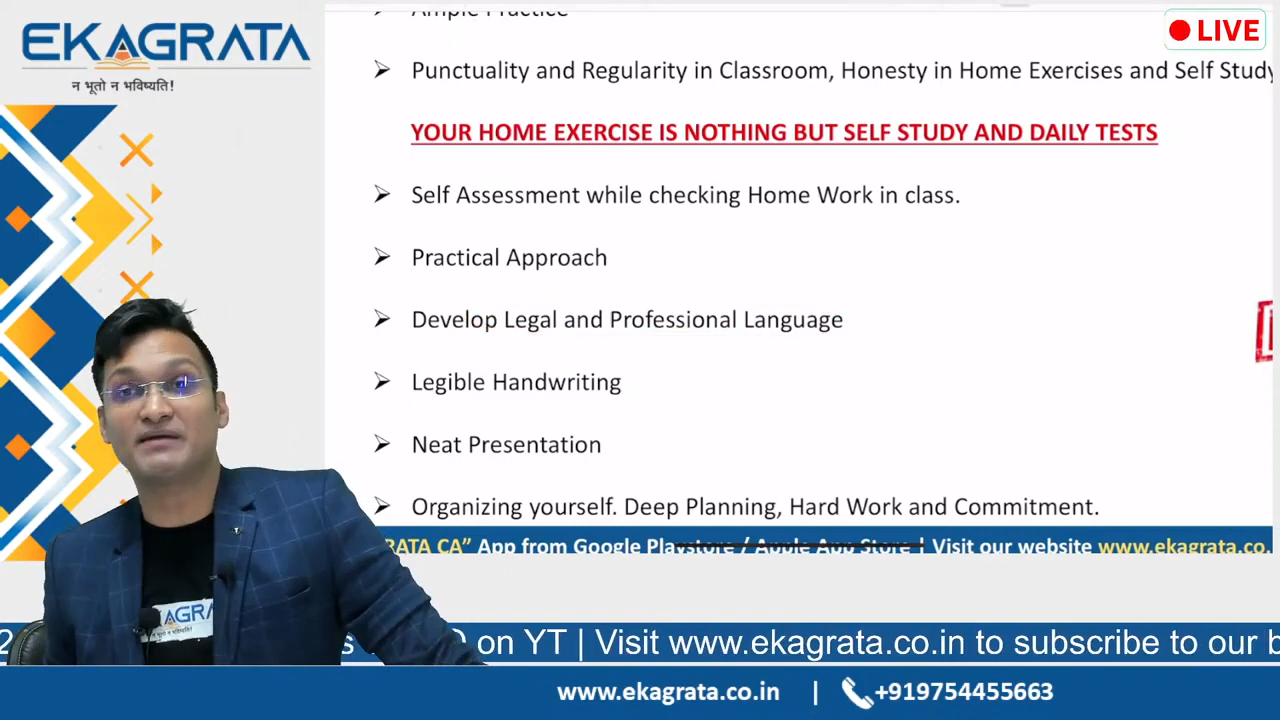 EKAGRATA
न भूतो न भविष्यति!
LIVE
Ample Practice
Punctuality and Regularity in Classroom, Honesty in Home Exercises and Self Study
YOUR HOME EXERCISE IS NOTHING BUT SELF STUDY AND DAILY TESTS
Self Assessment while checking Home Work in class.
Practical Approach
Develop Legal and Professional Language
Legible Handwriting
Neat Presentation
Organizing yourself. Deep Planning, Hard Work and Commitment.
RATA CA” App from Google Playstore / Apple App Store | Visit our website www.ekagrata.co.
AGRA
on YT | Visit www.ekagrata.co.in to subscribe to our b
www.ekagrata.co.in | +919754455663